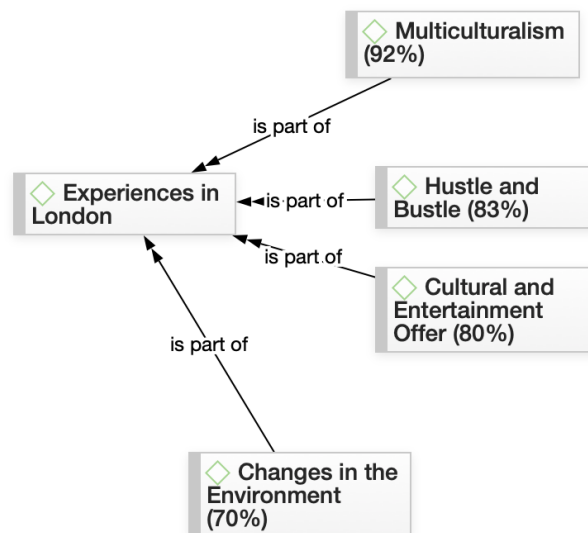 Multiculturalism
(92%)
is part of
Experiences in
London
is part of
Hustle and
Bustle (83%)
is part of
Cultural and
Entertainment
Offer (80%)
is part of
Changes in the
Environment
(70%)